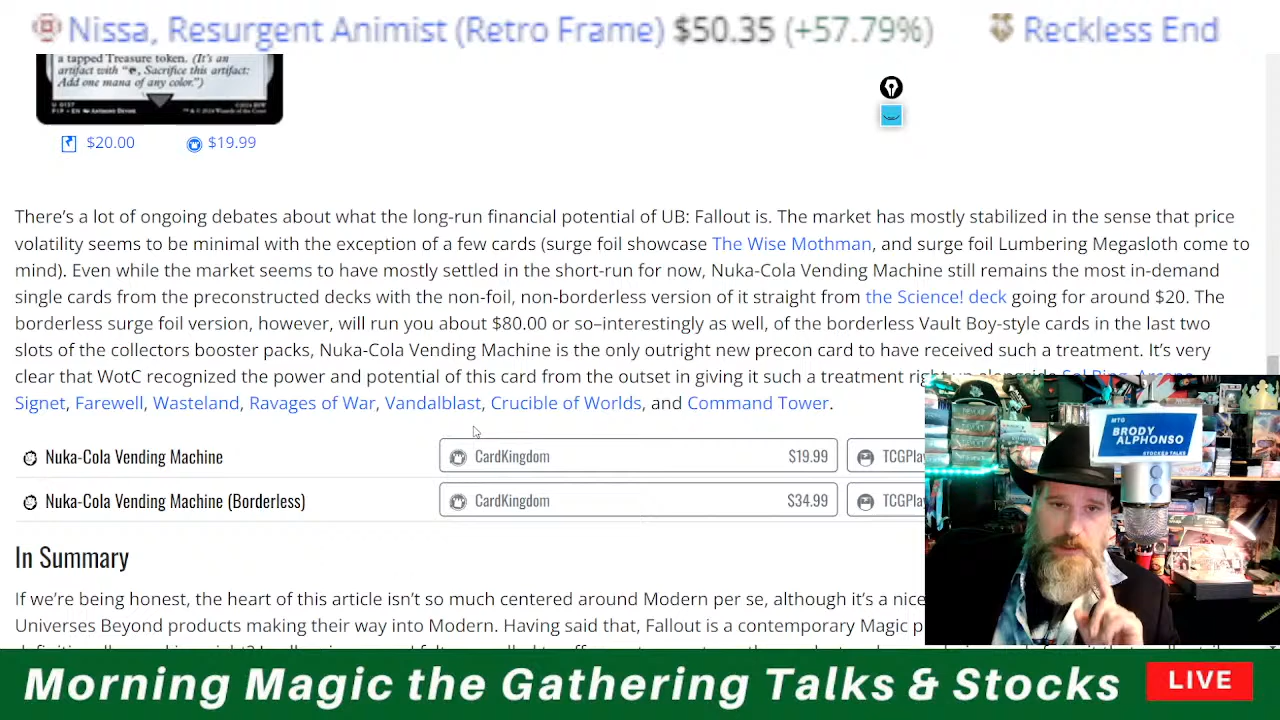 Nissa, Resurgent Animist (Retro Frame) $50.35 (+57.79%) Reckless End
a tapped Treasure token. (It's an
artifact with "
, Sacrifice this artifact:
Add one mana of any color.")
U 0137
$20.00 $19.99
There's a lot of ongoing debates about what the long-run financial potential of UB: Fallout is. The market has mostly stabilized in the sense that price
volatility seems to be minimal with the exception of a few cards (surge foil showcase The Wise Mothman, and surge foil Lumbering Megasloth come to
mind). Even while the market seems to have mostly settled in the short-run for now, Nuka-Cola Vending Machine still remains the most in-demand
single cards from the preconstructed decks with the non-foil, non-borderless version of it straight from the Science! deck going for around $20. The
borderless surge foil version, however, will run you about $80.00 or so–interestingly as well, of the borderless Vault Boy-style cards in the last two
slots of the collectors booster packs, Nuka-Cola Vending Machine is the only outright new precon card to have received such a treatment. It's very
clear that WotC recognized the power and potential of this card from the outset in giving it such a treatment right up alongside Sol Ring, Arcane
Signet, Farewell, Wasteland, Ravages of War, Vandalblast, Crucible of Worlds, and Command Tower.
Nuka-Cola Vending Machine CardKingdom $19.99 TCGPla
Nuka-Cola Vending Machine (Borderless) CardKingdom $34.99 TCGPla
In Summary
If we're being honest, the heart of this article isn't so much centered around Modern per se, although it's a nice
Universes Beyond products making their way into Modern. Having said that, Fallout is a contemporary Magic p
MTG
BRODY
ALPHONSO
STOCKS & TALKS
Morning Magic the Gathering Talks & Stocks LIVE